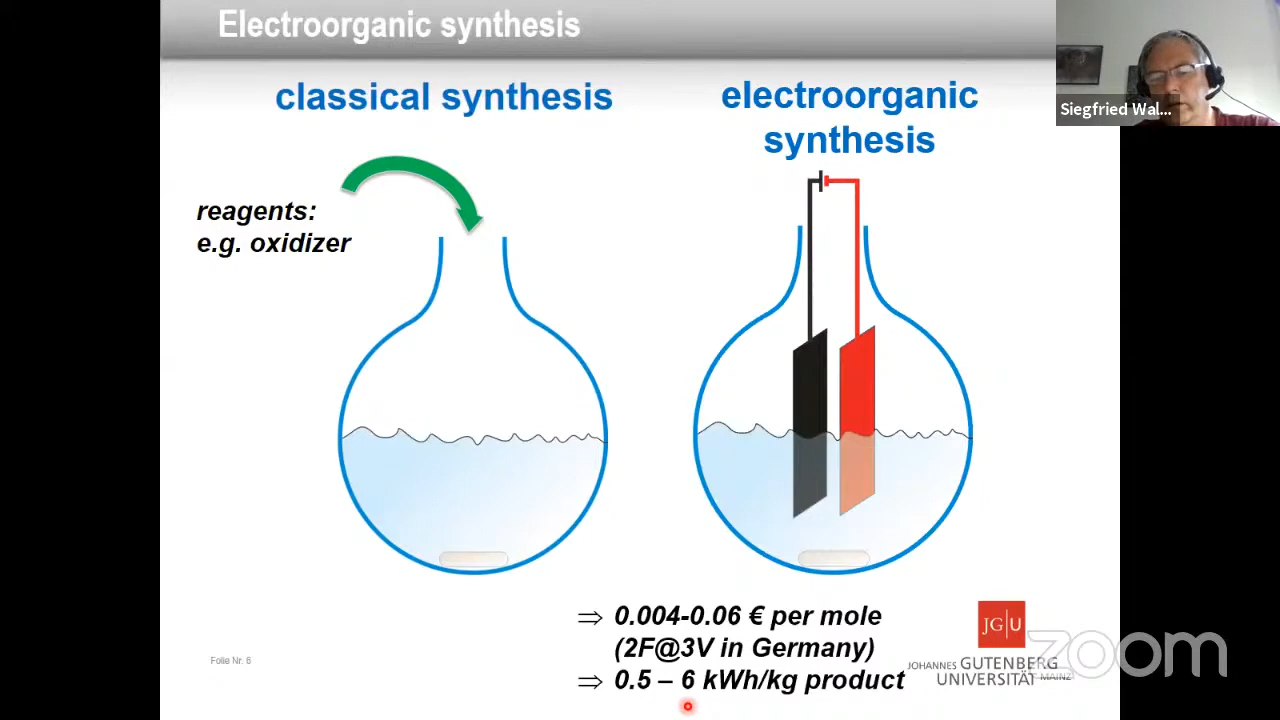 Electroorganic synthesis
classical synthesis
electroorganic
synthesis
Siegfried Wal...
reagents:
e.g. oxidizer
⇒ 0.004-0.06 € per mole
(2F@3V in Germany)
⇒ 0.5 – 6 kWh/kg product
Folie Nr. 6
JG|U
JOHANNES GUTENBERG
UNIVERSITÄT MAINZ
zoom